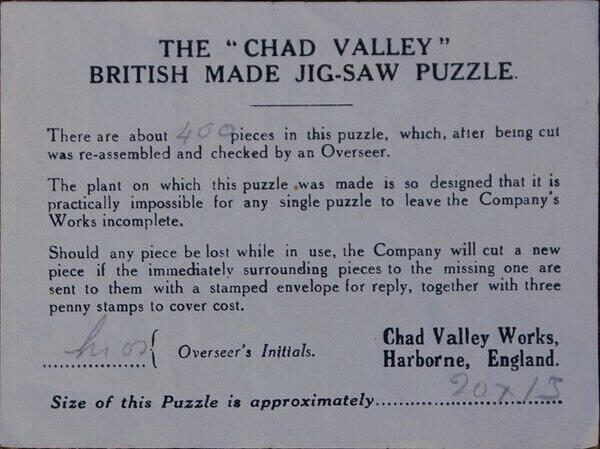 THE "CHAD VALLEY"
BRITISH MADE JIG-SAW PUZZLE.
There are about 400 pieces in this puzzle, which, after being cut
was re-assembled and checked by an Overseer.
The plant on which this puzzle was made is so designed that it is
practically impossible for any single puzzle to leave the Company's
Works incomplete.
Should any piece be lost while in use, the Company will cut a new
piece if the immediately surrounding pieces to the missing one are
sent to them with a stamped envelope for reply, together with three
penny stamps to cover cost.
Overseer's Initials.
Chad Valley Works,
Harborne, England.
Size of this Puzzle is approximately 20 x 13